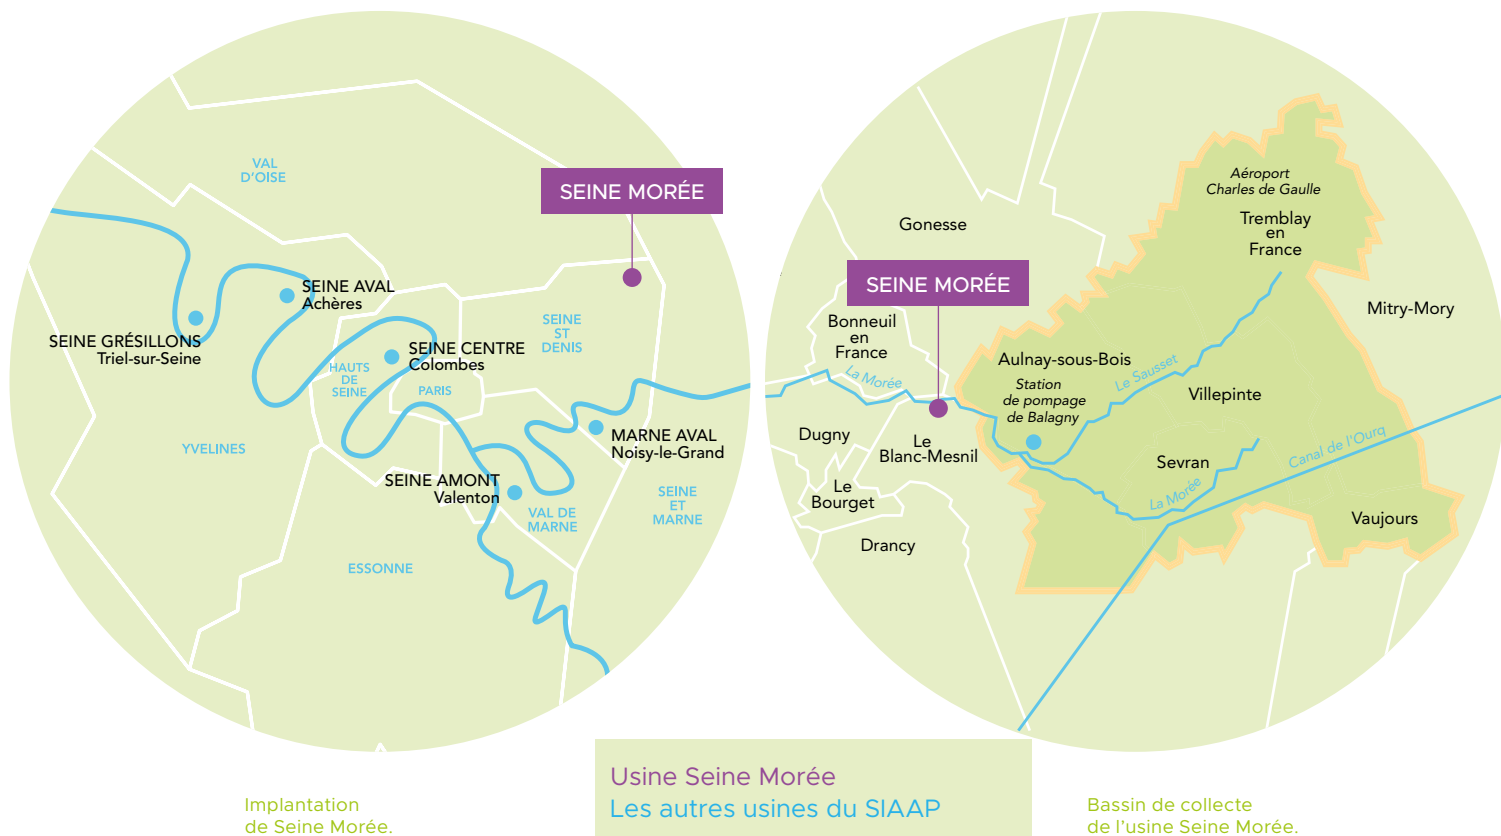 VAL
D'OISE
SEINE MORÉE
SEINE AVAL
Achères
SEINE GRÉSILLONS
Triel-sur-Seine
SEINE CENTRE
Colombes
SEINE
ST
DENIS
HAUTS
DE
SEINE
PARIS
YVELINES
MARNE AVAL
Noisy-le-Grand
SEINE AMONT
Valenton
VAL DE
MARNE
SEINE
ET
MARNE
ESSONNE
Implantation
de Seine Morée.
Aéroport
Charles de Gaulle
Tremblay
en
France
Gonesse
SEINE MORÉE
Mitry-Mory
Bonneuil
en
France
La Morée
Aulnay-sous-Bois
Station
de pompage
de Balagny
Le Sausset
Villepinte
Dugny
Le
Blanc-Mesnil
Sevran
Canal de l'Ourq
La Morée
Le
Bourget
Vaujours
Drancy
Usine Seine Morée
Les autres usines du SIAAP
Bassin de collecte
de l'usine Seine Morée.